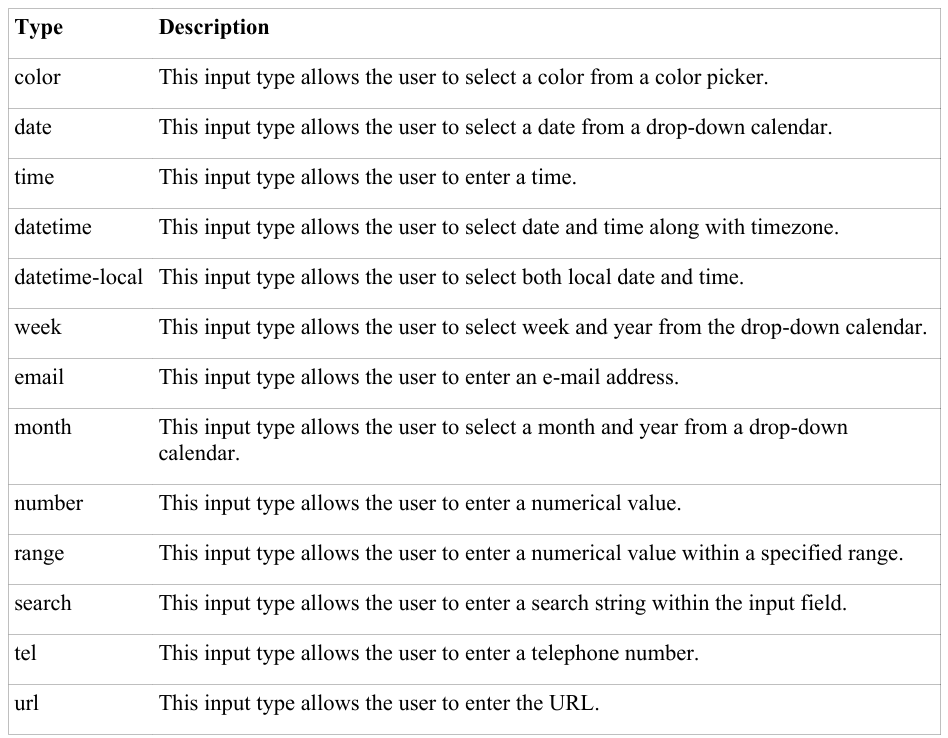 Type Description
color This input type allows the user to select a color from a color picker.
date This input type allows the user to select a date from a drop-down calendar.
time This input type allows the user to enter a time.
datetime This input type allows the user to select date and time along with timezone.
datetime-local This input type allows the user to select both local date and time.
week This input type allows the user to select week and year from the drop-down calendar.
email This input type allows the user to enter an e-mail address.
month This input type allows the user to select a month and year from a drop-down
calendar.
number This input type allows the user to enter a numerical value.
range This input type allows the user to enter a numerical value within a specified range.
search This input type allows the user to enter a search string within the input field.
tel This input type allows the user to enter a telephone number.
url This input type allows the user to enter the URL.